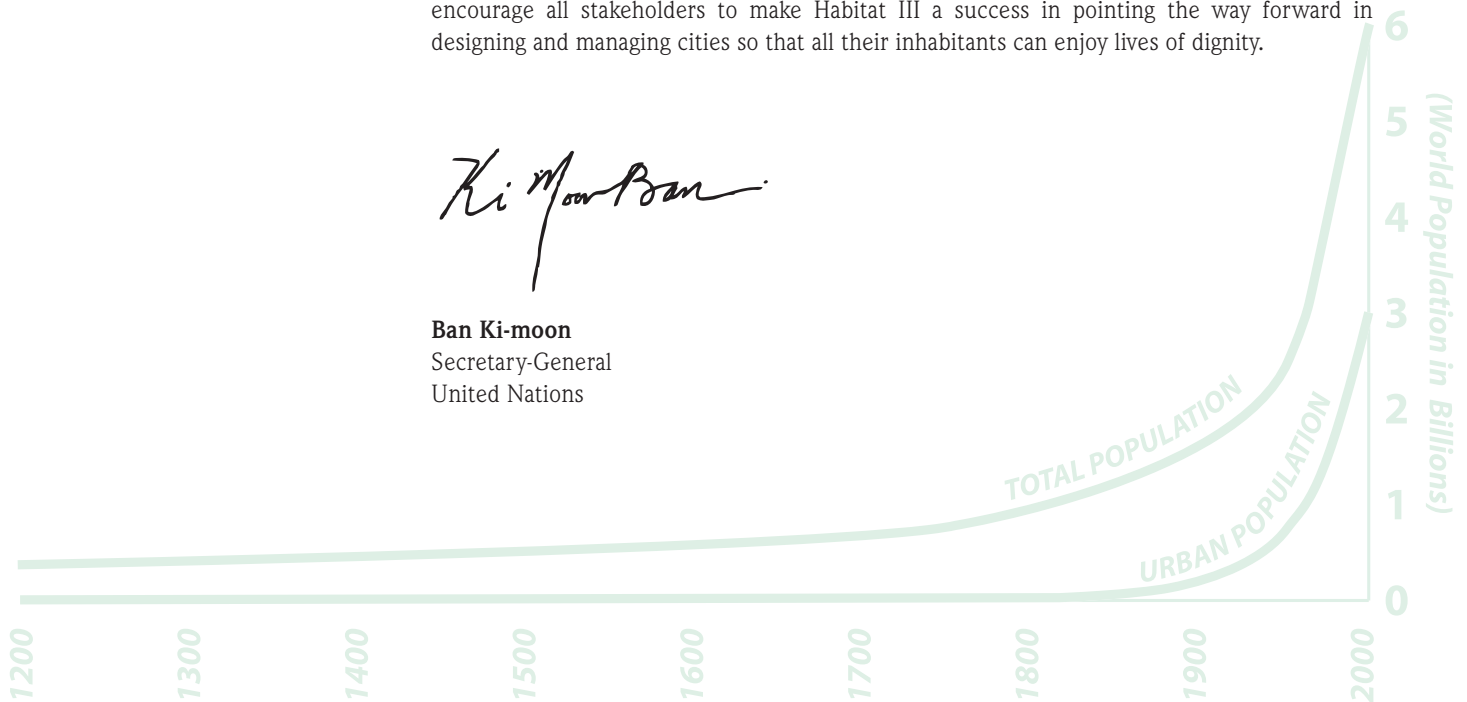 encourage all stakeholders to make Habitat III a success in pointing the way forward in
designing and managing cities so that all their inhabitants can enjoy lives of dignity.
Ki Moon Ban
Ban Ki-moon
Secretary-General
United Nations
TOTAL POPULATION
URBAN POPULATION
6
5
4
3
2
1
0
(World Population in Billions)
1200
1300
1400
1500
1600
1700
1800
1900
2000